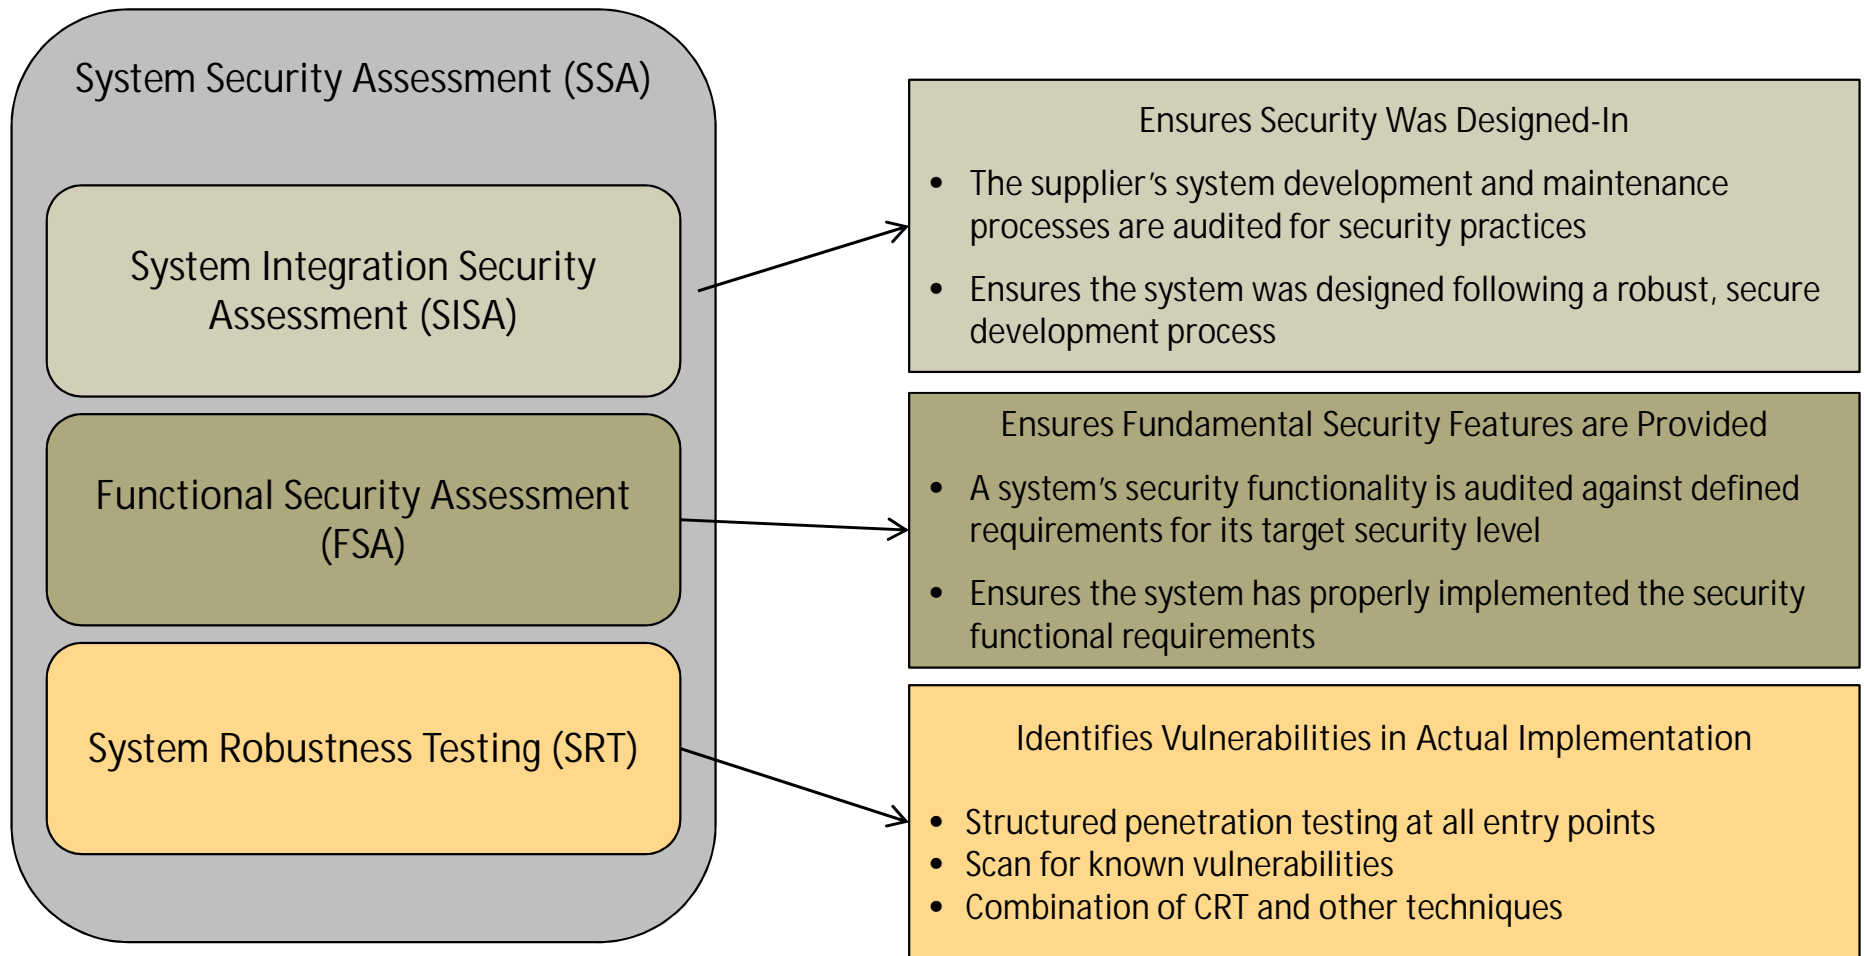 System Security Assessment (SSA)
System Integration Security
Assessment (SISA)
Functional Security Assessment
(FSA)
System Robustness Testing (SRT)
Ensures Security Was Designed-In
• The supplier’s system development and maintenance
processes are audited for security practices
• Ensures the system was designed following a robust, secure
development process
Ensures Fundamental Security Features are Provided
• A system’s security functionality is audited against defined
requirements for its target security level
• Ensures the system has properly implemented the security
functional requirements
Identifies Vulnerabilities in Actual Implementation
• Structured penetration testing at all entry points
• Scan for known vulnerabilities
• Combination of CRT and other techniques